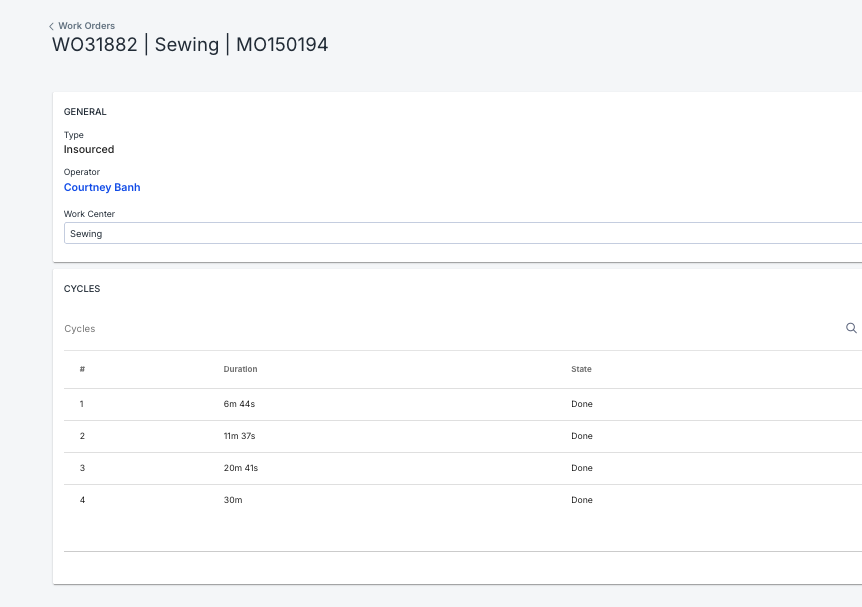 Work Orders
WO31882 | Sewing | MO150194
GENERAL
Type
Insourced
Operator
Courtney Banh
Work Center
Sewing
CYCLES
Cycles
# Duration State
1 6m 44s Done
2 11m 37s Done
3 20m 41s Done
4 30m Done